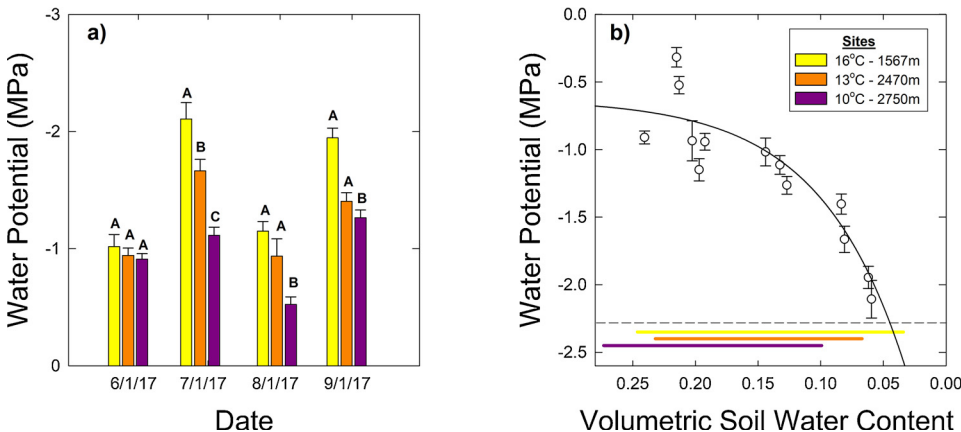 a)
-3
-2
-1
0
Water Potential (MPa)
A
A
A
A
B
C
A
A
B
A
A
B
6/1/17
7/1/17
8/1/17
9/1/17
Date
b)
0.0
-0.5
-1.0
-1.5
-2.0
-2.5
Water Potential (MPa)
Sites
16°C - 1567m
13°C - 2470m
10°C - 2750m
0.25
0.20
0.15
0.10
0.05
0.00
Volumetric Soil Water Content